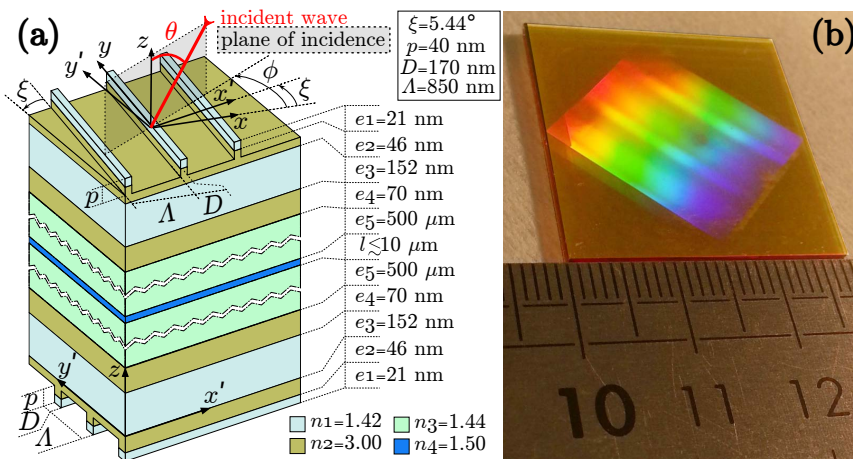 (a)
θ
incident wave
plane of incidence
ξ=5.44°
p=40 nm
D=170 nm
Λ=850 nm
(b)
y'
y
z
x'
ϕ
ξ
x
ξ
p
Λ
D
e1=21 nm
e2=46 nm
e3=152 nm
e4=70 nm
e5=500 μm
l≲10 μm
e5=500 μm
e4=70 nm
e3=152 nm
e2=46 nm
e1=21 nm
z
y'
x'
p
D
Λ
n1=1.42
n3=1.44
n2=3.00
n4=1.50
10 11 12